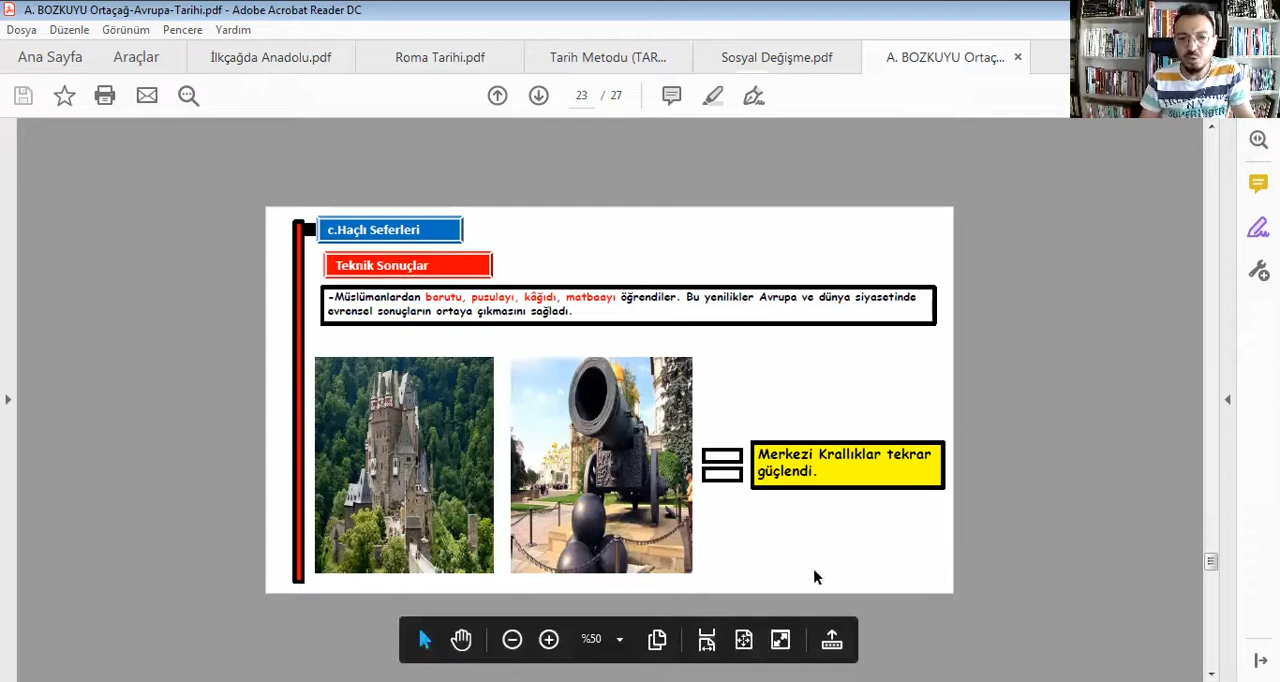 A. BOZKUYU Ortaçağ-Avrupa-Tarihi.pdf - Adobe Acrobat Reader DC
Dosya Düzenle Görünüm Pencere Yardım
Ana Sayfa Araçlar İlkçağda Anadolu.pdf Roma Tarihi.pdf Tarih Metodu (TAR... Sosyal Değişme.pdf A. BOZKUYU Ortaç... ×
23 / 27
c.Haçlı Seferleri
Teknik Sonuçlar
-Müslümanlardan barutu, pusulayı, kâğıdı, matbaayı öğrendiler. Bu yenilikler Avrupa ve dünya siyasetinde
evrensel sonuçların ortaya çıkmasını sağladı.
Merkezi Krallıklar tekrar
güçlendi.
%50